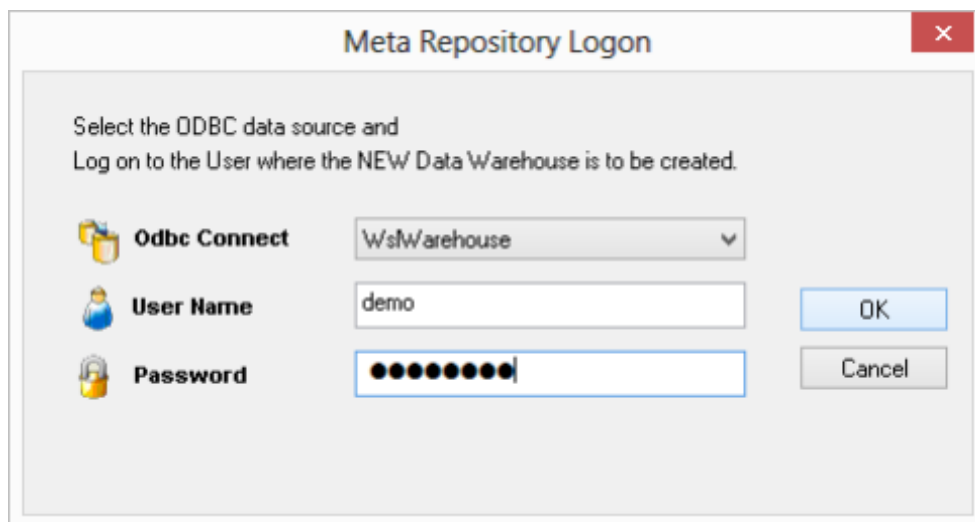 Meta Repository Logon
Select the ODBC data source and
Log on to the User where the NEW Data Warehouse is to be created.
Odbc Connect WslWarehouse
User Name demo
OK
Password ●●●●●●●●
Cancel